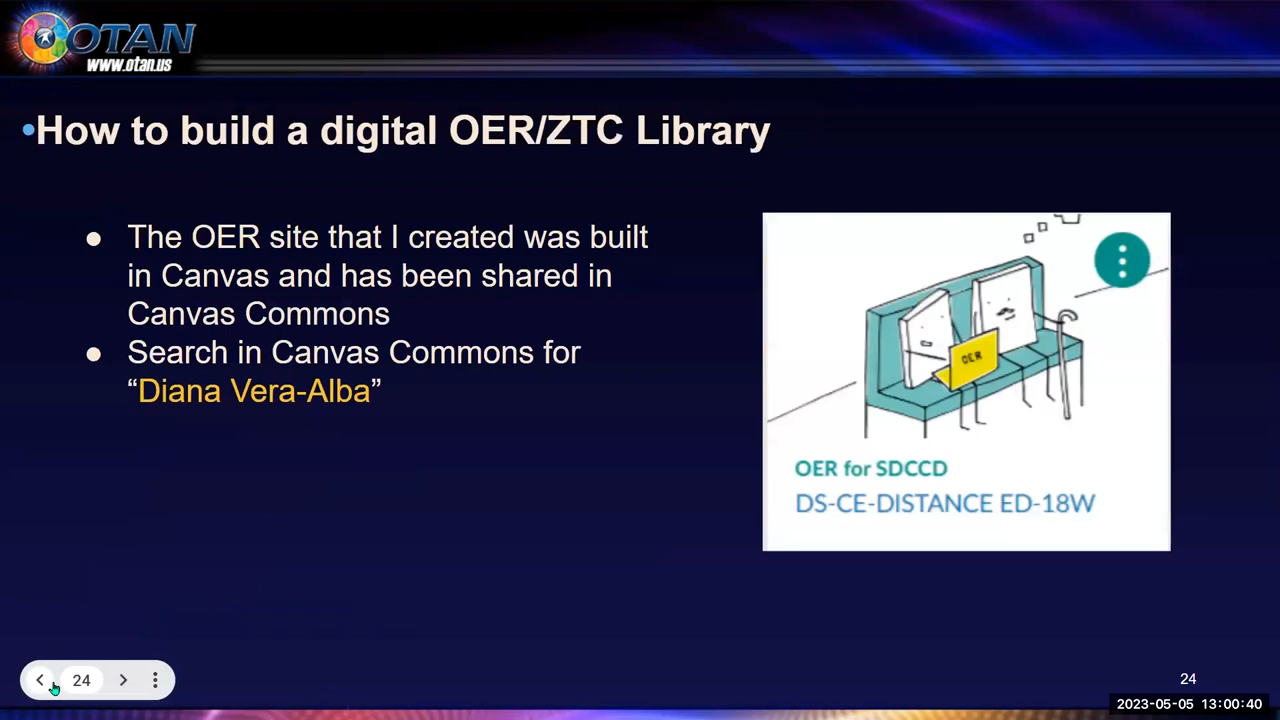 OTAN
www.otan.us
•How to build a digital OER/ZTC Library
● The OER site that I created was built
in Canvas and has been shared in
Canvas Commons
● Search in Canvas Commons for
“Diana Vera-Alba”
OER
OER for SDCCD
DS-CE-DISTANCE ED-18W
24
24
2023-05-05 13:00:40